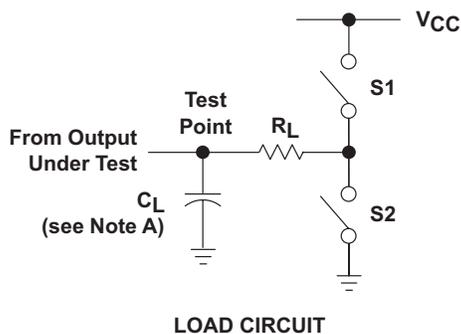 VCC
S1
Test
Point
RL
From Output
Under Test
CL
(see Note A)
S2
LOAD CIRCUIT